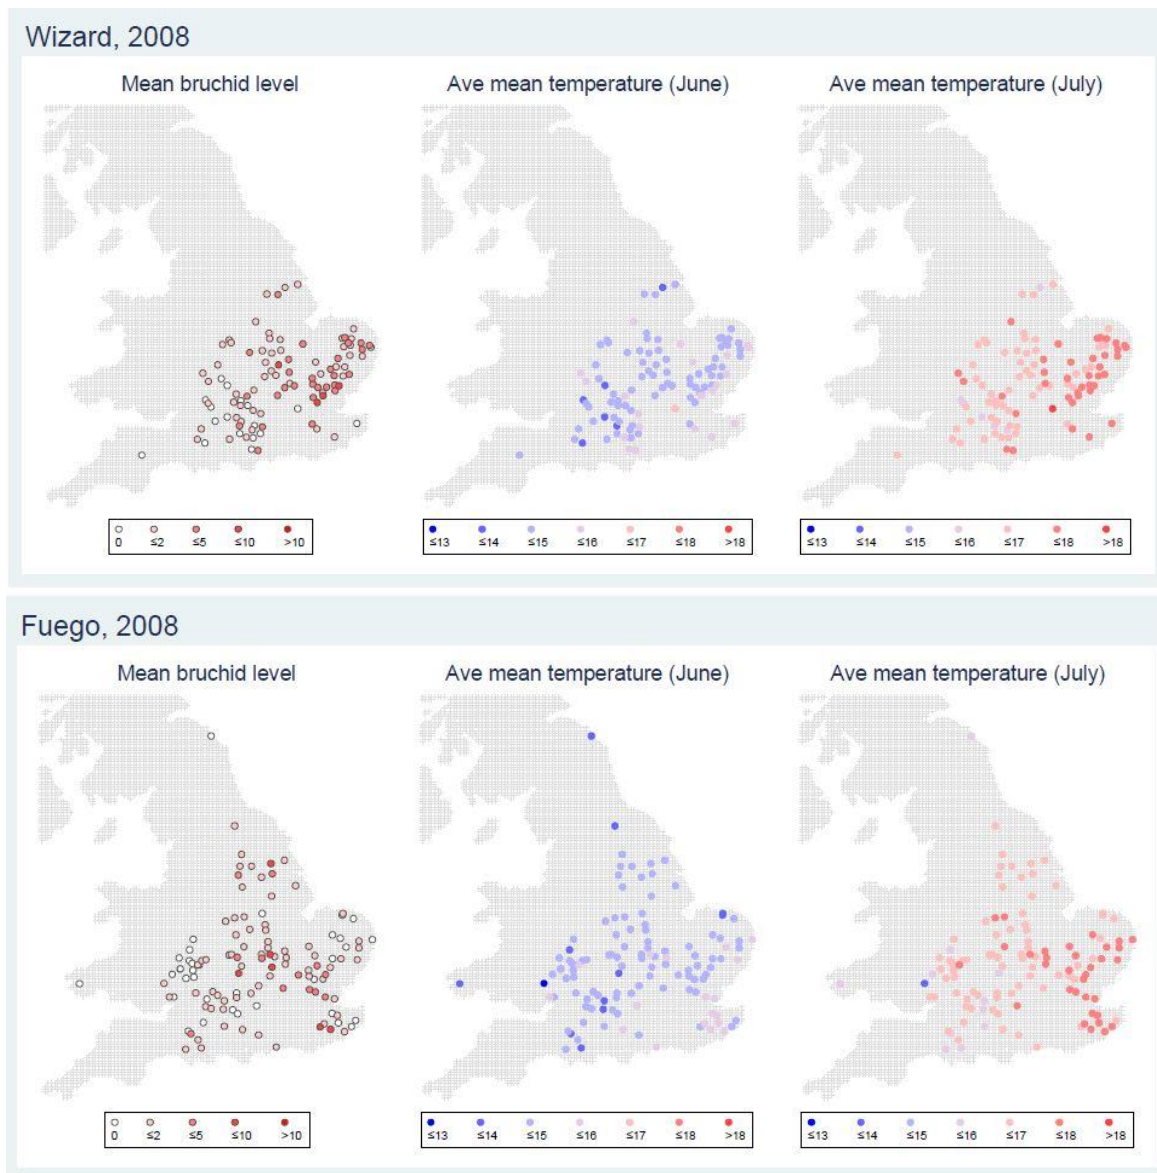 Wizard, 2008
Mean bruchid level
Ave mean temperature (June)
Ave mean temperature (July)
0 ≤2 ≤5 ≤10 >10
≤13 ≤14 ≤15 ≤16 ≤17 ≤18 >18
≤13 ≤14 ≤15 ≤16 ≤17 ≤18 >18
Fuego, 2008
Mean bruchid level
Ave mean temperature (June)
Ave mean temperature (July)
0 ≤2 ≤5 ≤10 >10
≤13 ≤14 ≤15 ≤16 ≤17 ≤18 >18
≤13 ≤14 ≤15 ≤16 ≤17 ≤18 >18